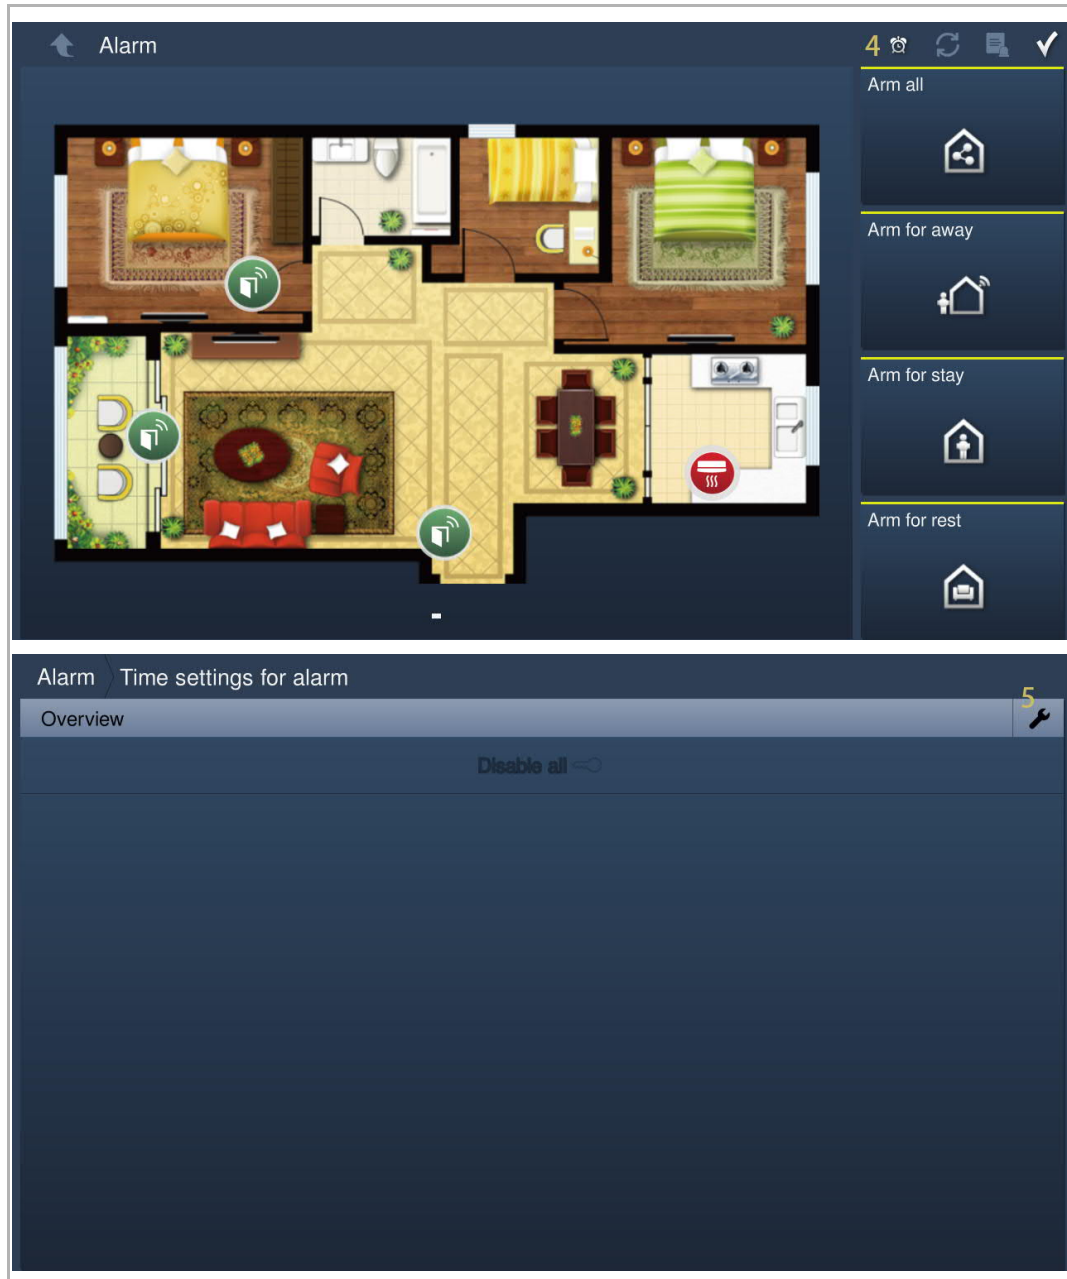 Alarm
4
Arm all
Arm for away
Arm for stay
Arm for rest
Alarm Time settings for alarm
5
Overview
Disable all